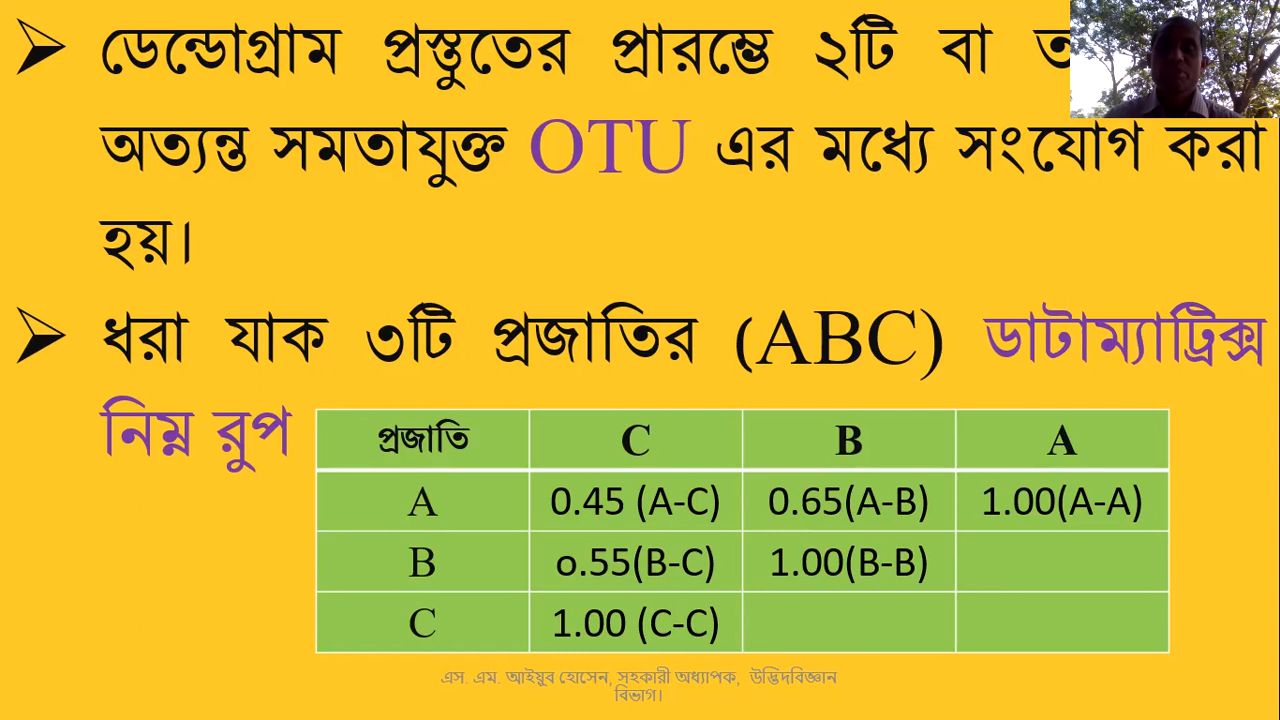 ডেন্ডোগ্রাম প্রস্তুতের প্রারম্ভে ২টি বা
অত্যন্ত সমতাযুক্ত OTU এর মধ্যে সংযোগ করা
হয়।
ধরা যাক ৩টি প্রজাতির (ABC) ডাটাম্যাট্রিক্স
নিম্ন রুপ
প্রজাতি C B A
A 0.45 (A-C) 0.65(A-B) 1.00(A-A)
B o.55(B-C) 1.00(B-B)
C 1.00 (C-C)
এস. এম. আইয়ুব হোসেন, সহকারী অধ্যাপক, উদ্ভিদবিজ্ঞান
বিভাগ।